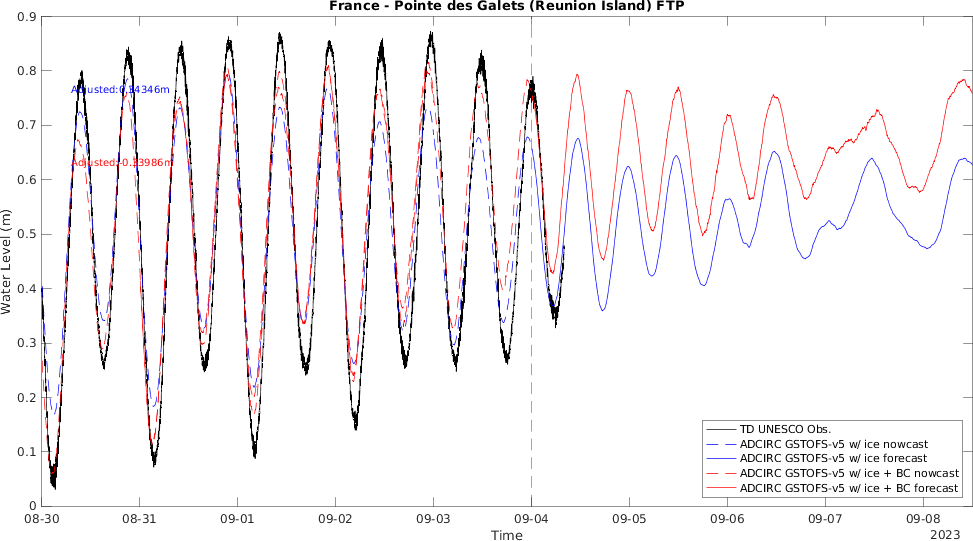 France - Pointe des Galets (Reunion Island) FTP
0.9
0.8
0.7
0.6
0.5
0.4
0.3
0.2
0.1
0
Water Level (m)
Adjusted:0.14346m
Adjusted:-0.13986m
TD UNESCO Obs.
ADCIRC GSTOFS-v5 w/ ice nowcast
ADCIRC GSTOFS-v5 w/ ice forecast
ADCIRC GSTOFS-v5 w/ ice + BC nowcast
ADCIRC GSTOFS-v5 w/ ice + BC forecast
08-30 08-31 09-01 09-02 09-03 09-04 09-05 09-06 09-07 09-08
Time
2023